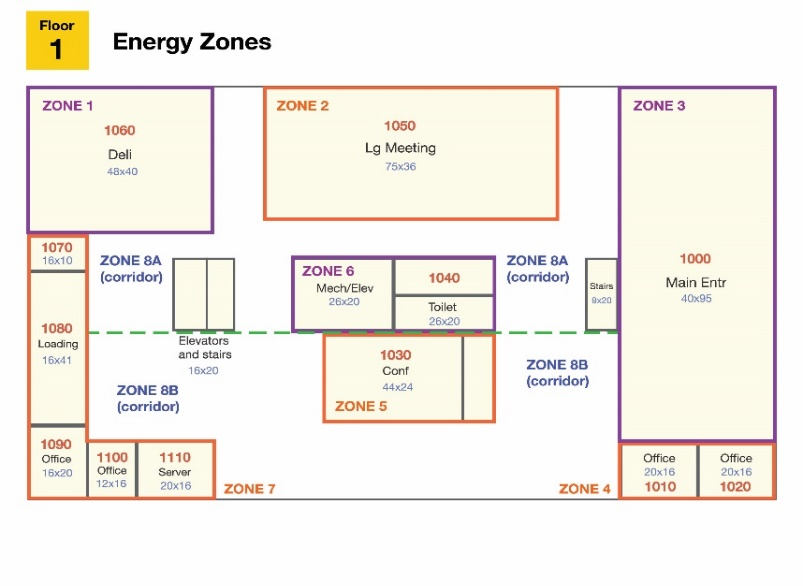 Floor
1
Energy Zones
ZONE 1
1060
Deli
48x40
ZONE 2
1050
Lg Meeting
75x36
ZONE 3
1000
Main Entr
40x95
1070
16x10
1080
Loading
16x41
ZONE 8A
(corridor)
Elevators
and stairs
16x20
ZONE 6
Mech/Elev
26x20
1040
Toilet
26x20
ZONE 8A
(corridor)
Stairs
9x20
ZONE 8B
(corridor)
1030
Conf
44x24
ZONE 5
ZONE 8B
(corridor)
1090
Office
16x20
1100
Office
12x16
1110
Server
20x16
ZONE 7
ZONE 4
Office
20x16
1010
Office
20x16
1020